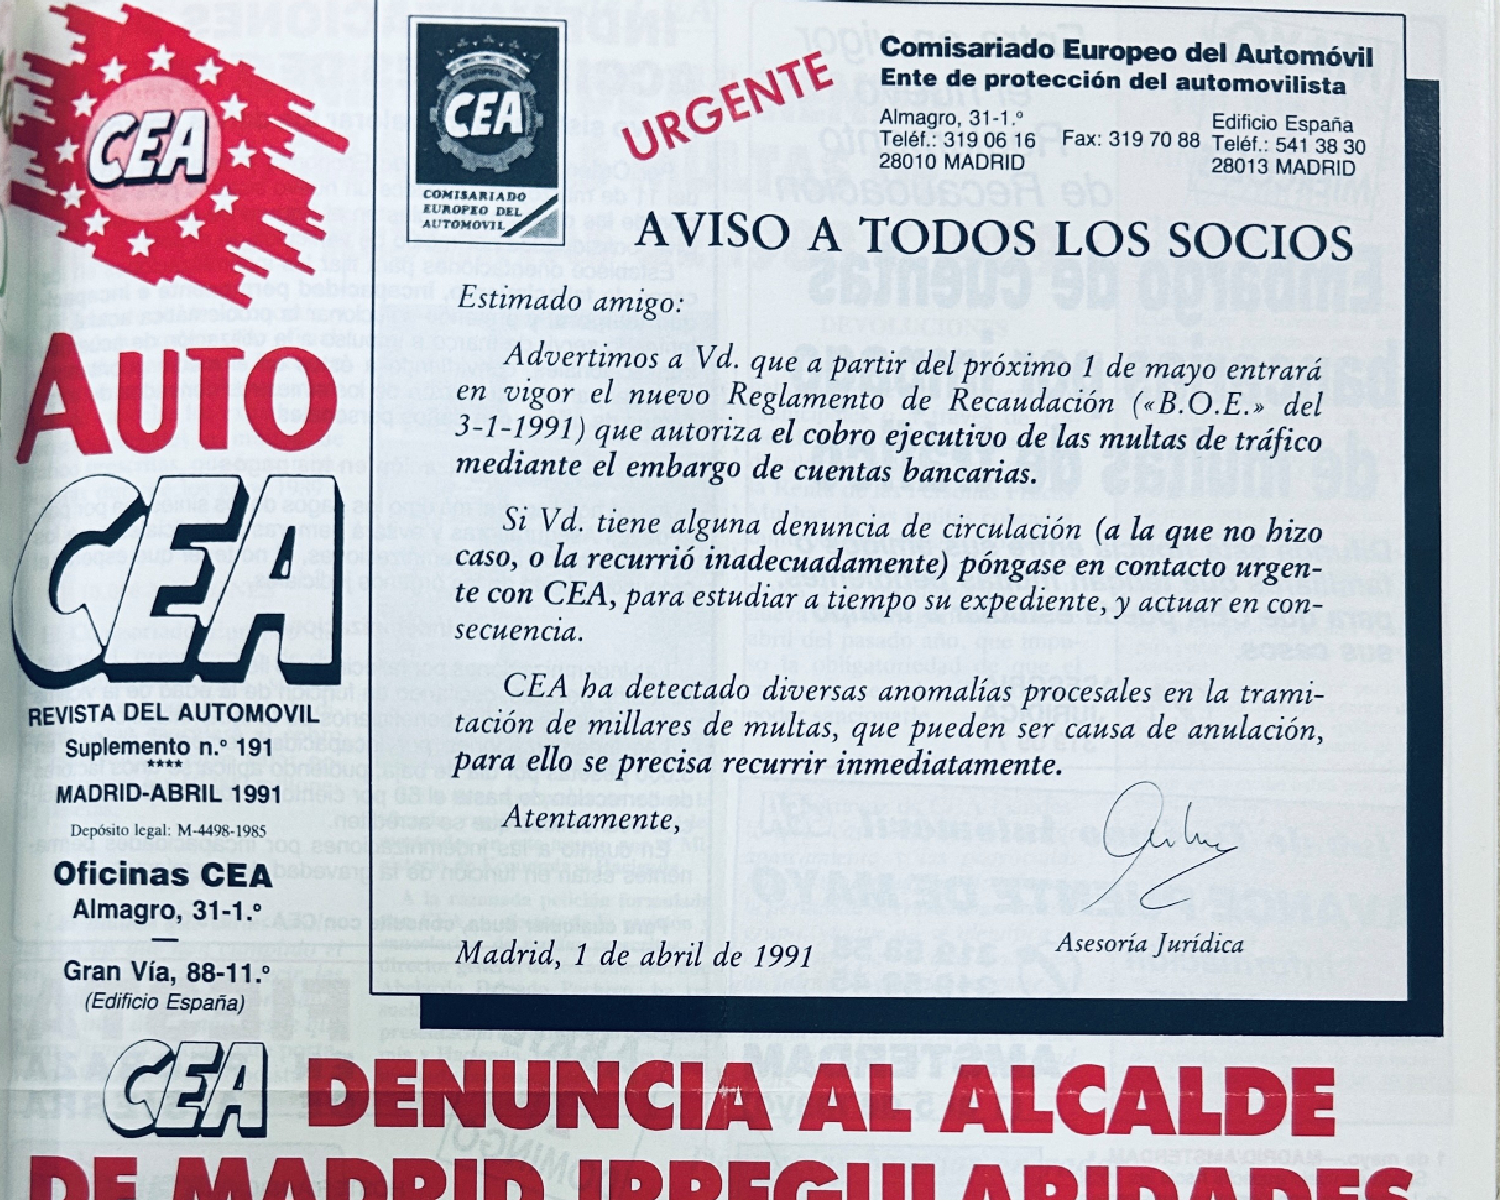 CEA
AUTO
CEA
REVISTA DEL AUTOMOVIL
Suplemento n.º 191
****
MADRID-ABRIL 1991
Depósito legal: M-4498-1985
Oficinas CEA
Almagro, 31-1.º
—
Gran Vía, 88-11.º
(Edificio España)
CEA
COMISARIADO
EUROPEO DEL
AUTOMOVIL
URGENTE
Comisariado Europeo del Automóvil
Ente de protección del automovilista
Almagro, 31-1.º
Teléf.: 319 06 16 Fax: 319 70 88
28010 MADRID
Edificio España
Teléf.: 541 38 30
28013 MADRID
AVISO A TODOS LOS SOCIOS
Estimado amigo:
Advertimos a Vd. que a partir del próximo 1 de mayo entrará
en vigor el nuevo Reglamento de Recaudación («B.O.E.» del
3-1-1991) que autoriza el cobro ejecutivo de las multas de tráfico
mediante el embargo de cuentas bancarias.
Si Vd. tiene alguna denuncia de circulación (a la que no hizo
caso, o la recurrió inadecuadamente) póngase en contacto urgen-
te con CEA, para estudiar a tiempo su expediente, y actuar en con-
secuencia.
CEA ha detectado diversas anomalías procesales en la trami-
tación de millares de multas, que pueden ser causa de anulación,
para ello se precisa recurrir inmediatamente.
Atentamente,
Madrid, 1 de abril de 1991
Asesoría Jurídica
CEA DENUNCIA AL ALCALDE
DE MADRID IRREGULARIDADES